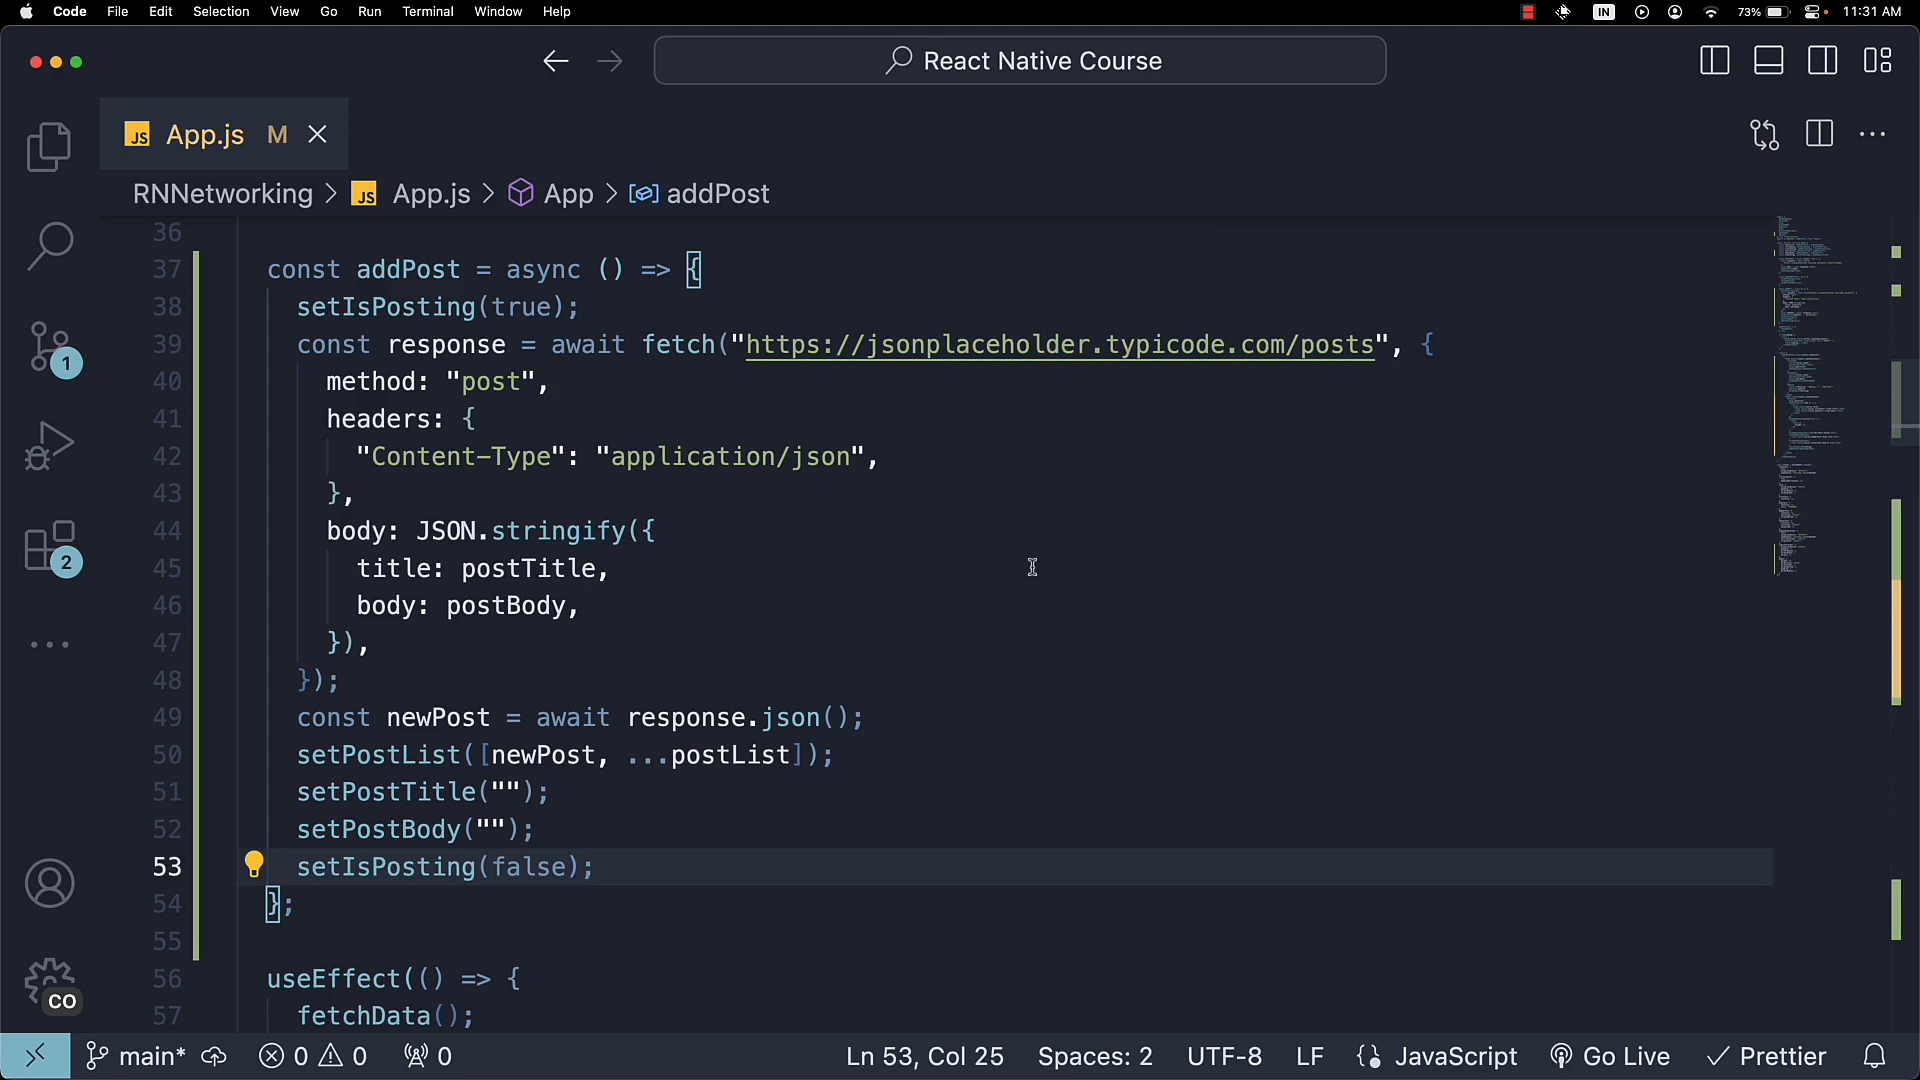 Code File Edit Selection View Go Run Terminal Window Help IN 73% 11:31 AM
React Native Course
JS App.js M
RNNetworking > JS App.js > App > addPost
36
37 const addPost = async () => {
38 setIsPosting(true);
39 const response = await fetch("https://jsonplaceholder.typicode.com/posts", {
40 method: "post",
41 headers: {
42 "Content-Type": "application/json",
43 },
44 body: JSON.stringify({
45 title: postTitle,
46 body: postBody,
47 }),
48 });
49 const newPost = await response.json();
50 setPostList([newPost, ...postList]);
51 setPostTitle("");
52 setPostBody("");
53 setIsPosting(false);
54 };
55
56 useEffect(() => {
57 fetchData();
1
2
CO
main* 0 0 0 Ln 53, Col 25 Spaces: 2 UTF-8 LF JavaScript Go Live Prettier